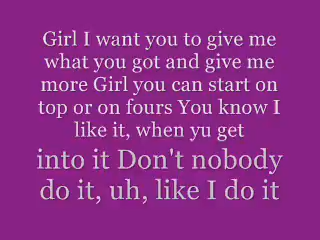 Girl I want you to give me
what you got and give me
more Girl you can start on
top or on fours You know I
like it, when yu get
into it Don't nobody
do it, uh, like I do it